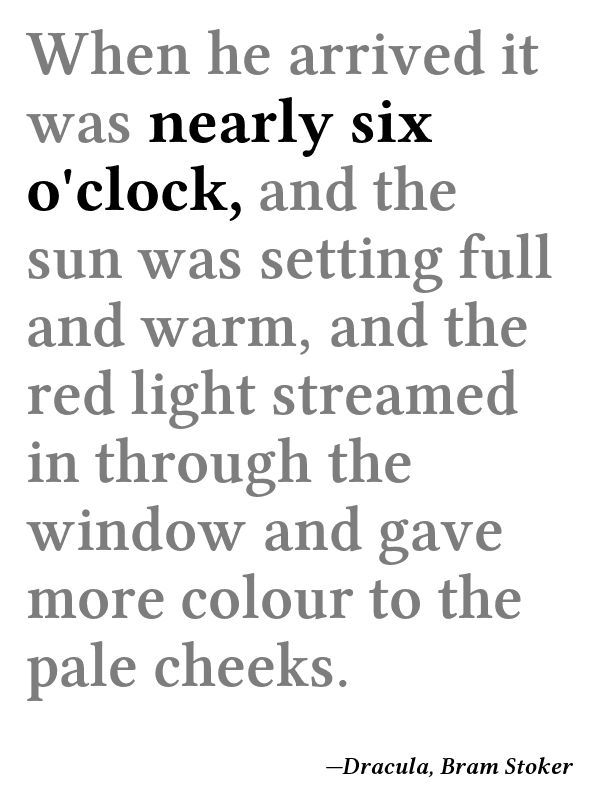 When he arrived it
was nearly six
o'clock, and the
sun was setting full
and warm, and the
red light streamed
in through the
window and gave
more colour to the
pale cheeks.
—Dracula, Bram Stoker